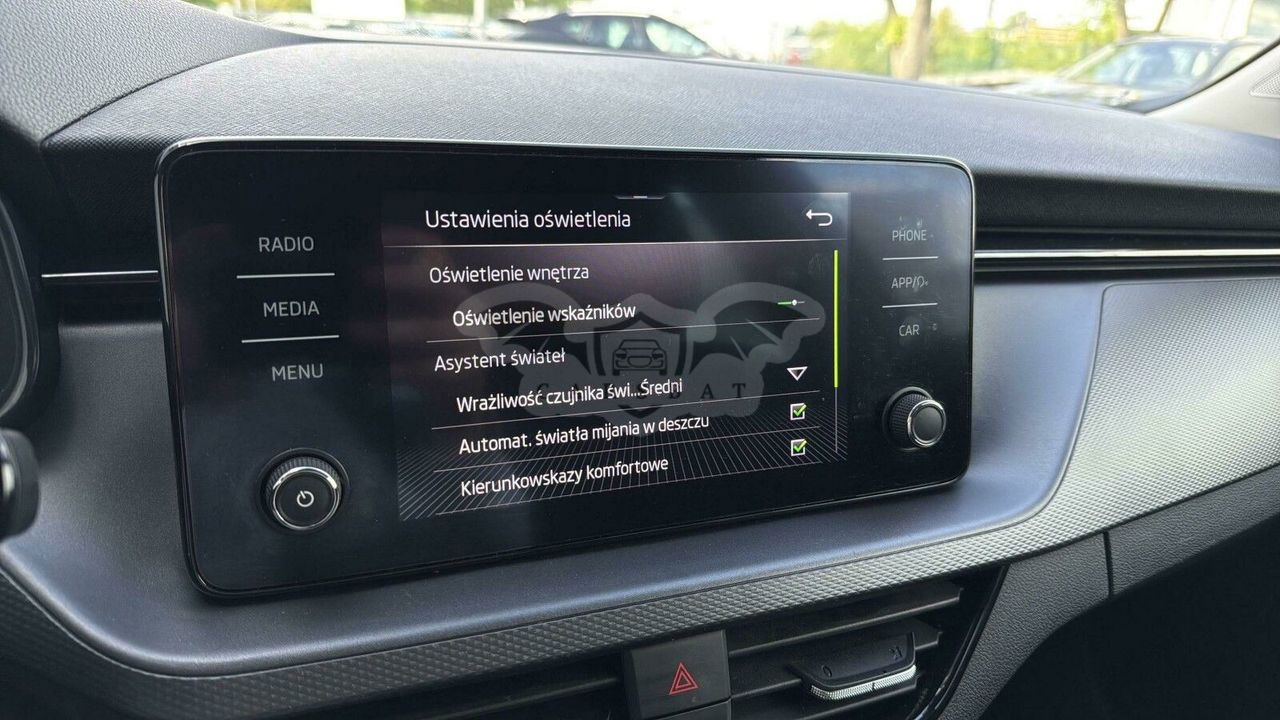 RADIO
MEDIA
MENU
Ustawienia oświetlenia
Oświetlenie wnętrza
Oświetlenie wskaźników
Asystent świateł
Wrażliwość czujnika świ...Średni
Automat. światła mijania w deszczu
Kierunkowskazy komfortowe
PHONE
APP/
CAR